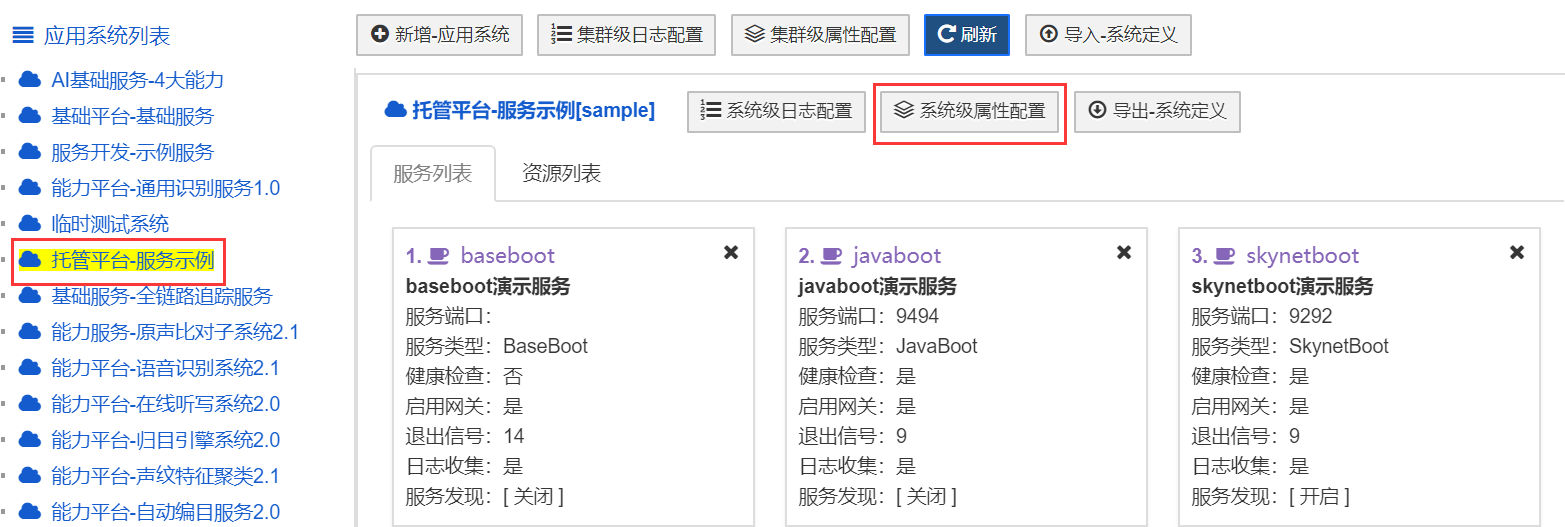 应用系统列表
AI基础服务-4大能力
基础平台-基础服务
服务开发-示例服务
能力平台-通用识别服务1.0
临时测试系统
托管平台-服务示例
基础服务-全链路追踪服务
能力服务-原声比对子系统2.1
能力平台-语音识别系统2.1
能力平台-在线听写系统2.0
能力平台-归目引擎系统2.0
能力平台-声纹特征聚类2.1
能力平台-自动编目服务2.0
新增-应用系统 集群级日志配置 集群级属性配置 刷新 导入-系统定义
托管平台-服务示例[sample] 系统级日志配置 系统级属性配置 导出-系统定义
服务列表 资源列表
1. baseboot
baseboot演示服务
服务端口：
服务类型：BaseBoot
健康检查：否
启用网关：是
退出信号：14
日志收集：是
服务发现：[ 关闭 ]
2. javaboot
javaboot演示服务
服务端口：9494
服务类型：JavaBoot
健康检查：是
启用网关：是
退出信号：9
日志收集：是
服务发现：[ 关闭 ]
3. skynetboot
skynetboot演示服务
服务端口：9292
服务类型：SkynetBoot
健康检查：是
启用网关：是
退出信号：9
日志收集：是
服务发现：[ 开启 ]